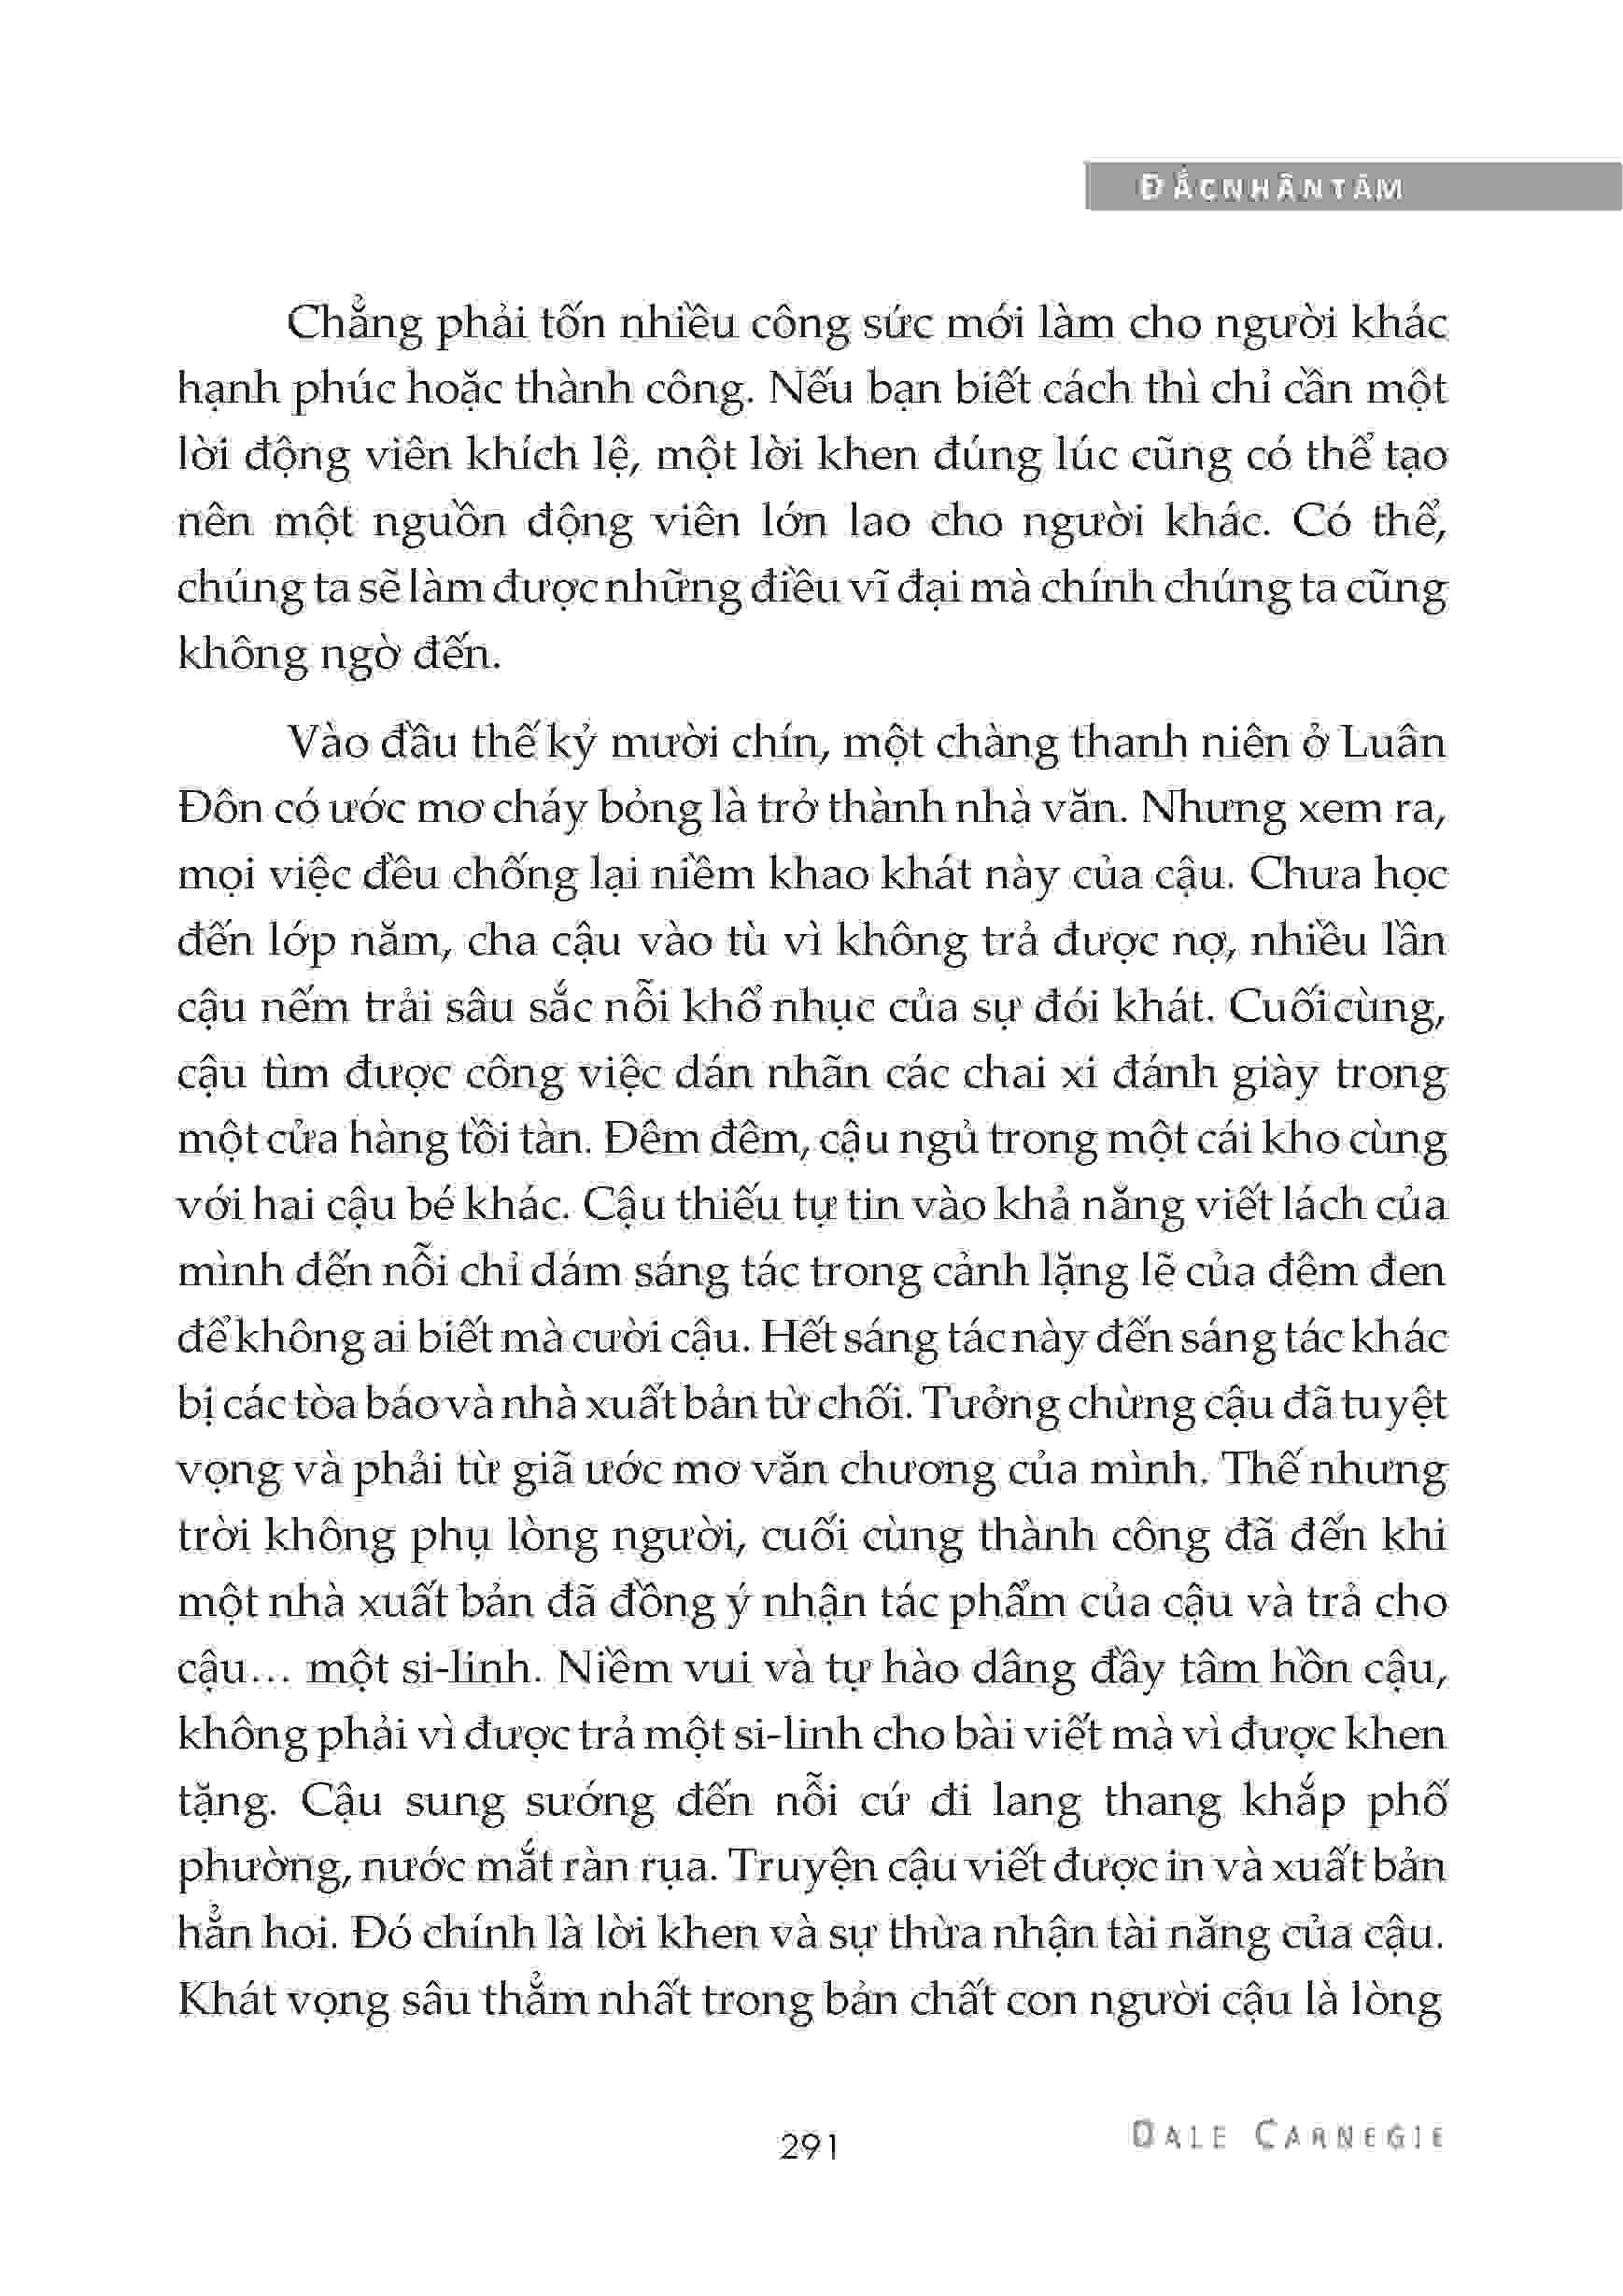 ĐẮC NHÂN TÂM
Chẳng phải tốn nhiều công sức mới làm cho người khác
hạnh phúc hoặc thành công. Nếu bạn biết cách thì chỉ cần một
lời động viên khích lệ, một lời khen đúng lúc cũng có thể tạo
nên một nguồn động viên lớn lao cho người khác. Có thể,
chúng ta sẽ làm được những điều vĩ đại mà chính chúng ta cũng
không ngờ đến.
Vào đầu thế kỷ mười chín, một chàng thanh niên ở Luân
Đôn có ước mơ cháy bỏng là trở thành nhà văn. Nhưng xem ra,
mọi việc đều chống lại niềm khao khát này của cậu. Chưa học
đến lớp năm, cha cậu vào tù vì không trả được nợ, nhiều lần
cậu nếm trải sâu sắc nỗi khổ nhục của sự đói khát. Cuối cùng,
cậu tìm được công việc dán nhãn các chai xi đánh giày trong
một cửa hàng tồi tàn. Đêm đêm, cậu ngủ trong một cái kho cùng
với hai cậu bé khác. Cậu thiếu tự tin vào khả năng viết lách của
mình đến nỗi chỉ dám sáng tác trong cảnh lặng lẽ của đêm đen
để không ai biết mà cười cậu. Hết sáng tác này đến sáng tác khác
bị các tòa báo và nhà xuất bản từ chối. Tưởng chừng cậu đã tuyệt
vọng và phải từ giã ước mơ văn chương của mình. Thế nhưng
trời không phụ lòng người, cuối cùng thành công đã đến khi
một nhà xuất bản đã đồng ý nhận tác phẩm của cậu và trả cho
cậu… một si-linh. Niềm vui và tự hào dâng đầy tâm hồn cậu,
không phải vì được trả một si-linh cho bài viết mà vì được khen
tặng. Cậu sung sướng đến nỗi cứ đi lang thang khắp phố
phường, nước mắt ràn rụa. Truyện cậu viết được in và xuất bản
hẳn hoi. Đó chính là lời khen và sự thừa nhận tài năng của cậu.
Khát vọng sâu thẳm nhất trong bản chất con người cậu là lòng
291
DALE CARNEGIE